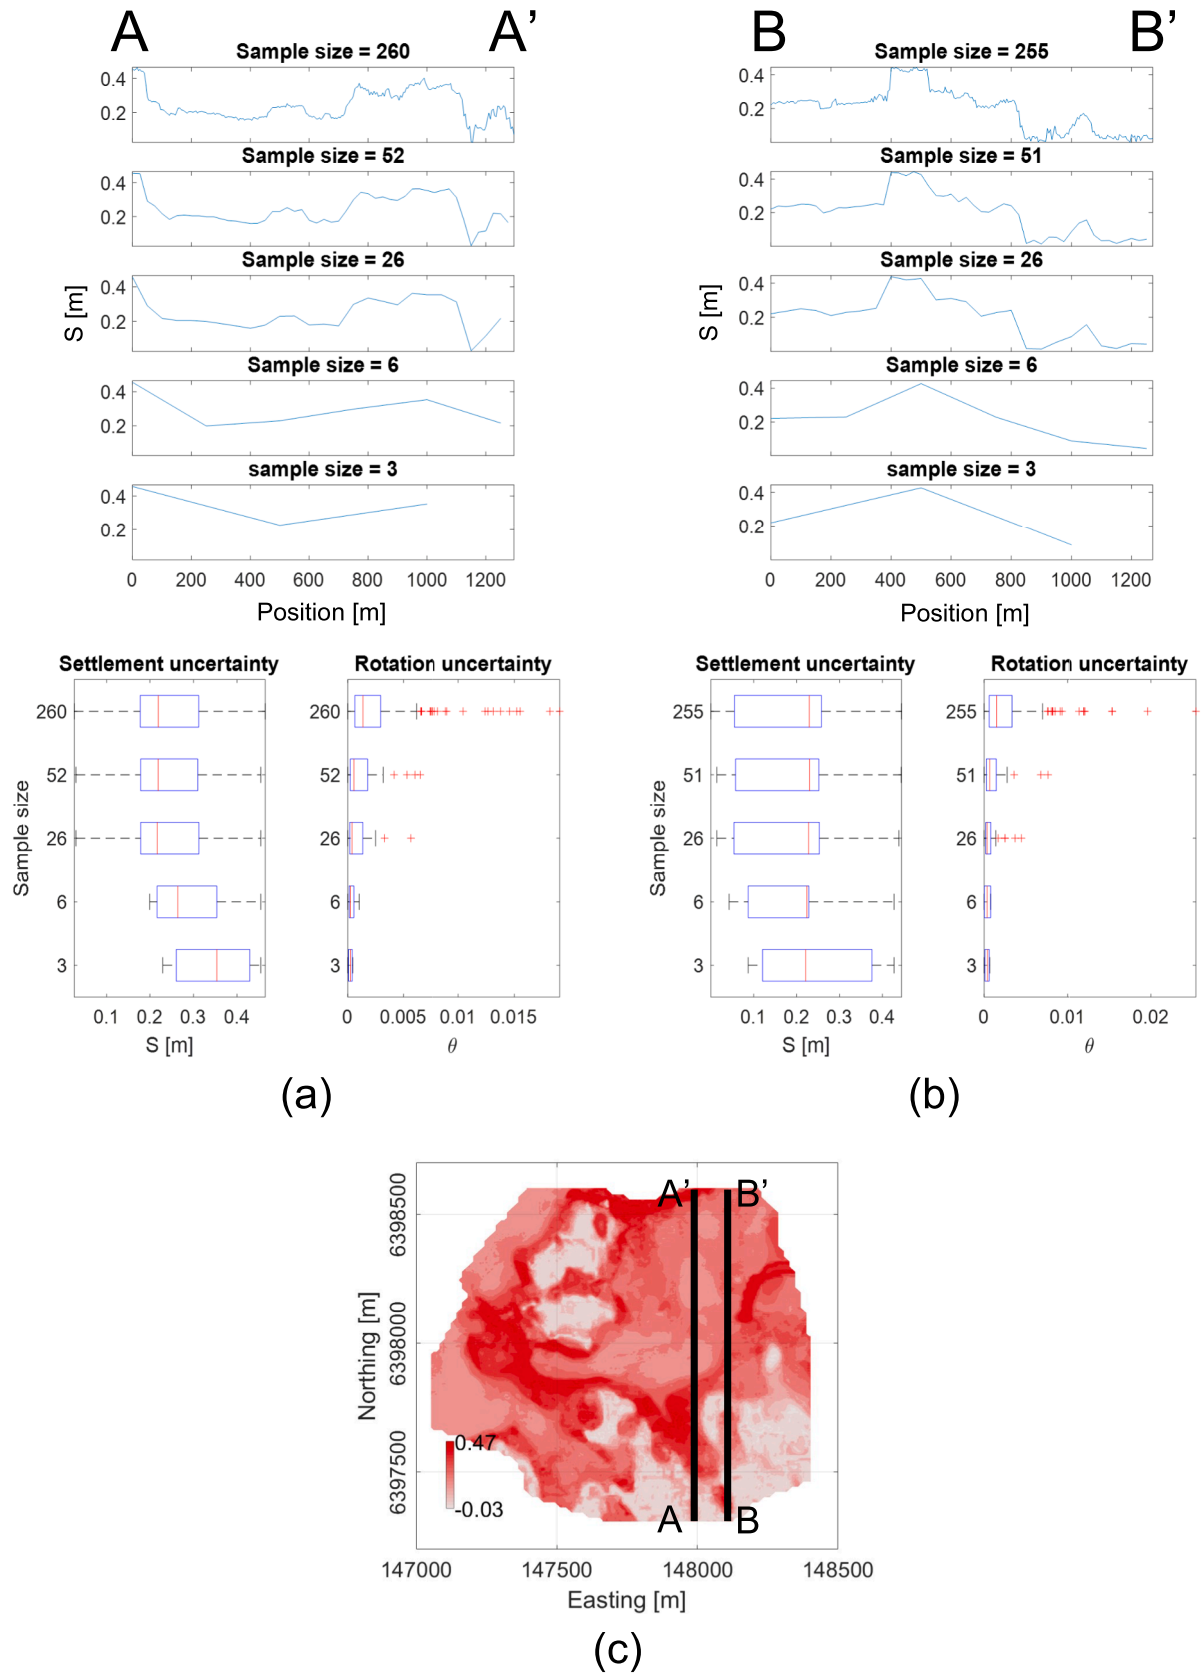 A A’ B B’
Sample size = 260
0.4
0.2
Sample size = 52
0.4
0.2
Sample size = 26
0.4
0.2
Sample size = 6
0.4
0.2
sample size = 3
0.4
0.2
0 200 400 600 800 1000 1200
S [m]
Position [m]
Sample size = 255
0.4
0.2
Sample size = 51
0.4
0.2
Sample size = 26
0.4
0.2
Sample size = 6
0.4
0.2
sample size = 3
0.4
0.2
0 200 400 600 800 1000 1200
S [m]
Position [m]
Settlement uncertainty
260
52
26
6
3
Sample size
0.1 0.2 0.3 0.4
S [m]
Rotation uncertainty
260
52
26
6
3
0 0.005 0.01 0.015
θ
(a)
Settlement uncertainty
255
51
26
6
3
Sample size
0.1 0.2 0.3 0.4
S [m]
Rotation uncertainty
255
51
26
6
3
0 0.01 0.02
θ
(b)
A’ B’
6398500
6398000
6397500
Northing [m]
0.47
-0.03
A B
147000 147500 148000 148500
Easting [m]
(c)